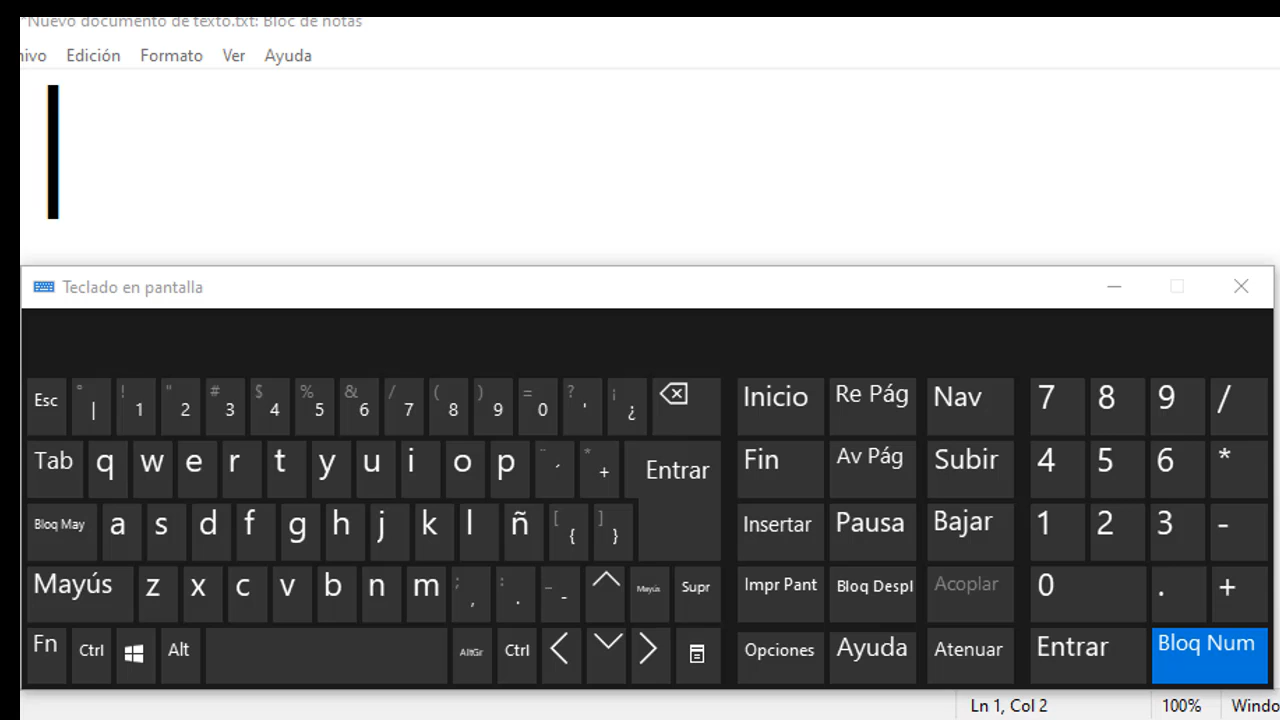 *Nuevo documento de texto.txt: Bloc de notas
hivo Edición Formato Ver Ayuda
Teclado en pantalla
Esc ° | ! 1 " 2 # 3 $ 4 % 5 & 6 / 7 ( 8 ) 9 = 0 ? ' ¡ ¿ Inicio Re Pág Nav 7 8 9 /
Tab q w e r t y u i o p ¨ ´ * + Entrar Fin Av Pág Subir 4 5 6 *
Bloq May a s d f g h j k l ñ [ { ] } Insertar Pausa Bajar 1 2 3 -
Mayús z x c v b n m ; , : . _ - Mayús Supr Impr Pant Bloq Despl Acoplar 0 . +
Fn Ctrl Alt AltGr Ctrl Opciones Ayuda Atenuar Entrar Bloq Num
Ln 1, Col 2 100% Windo